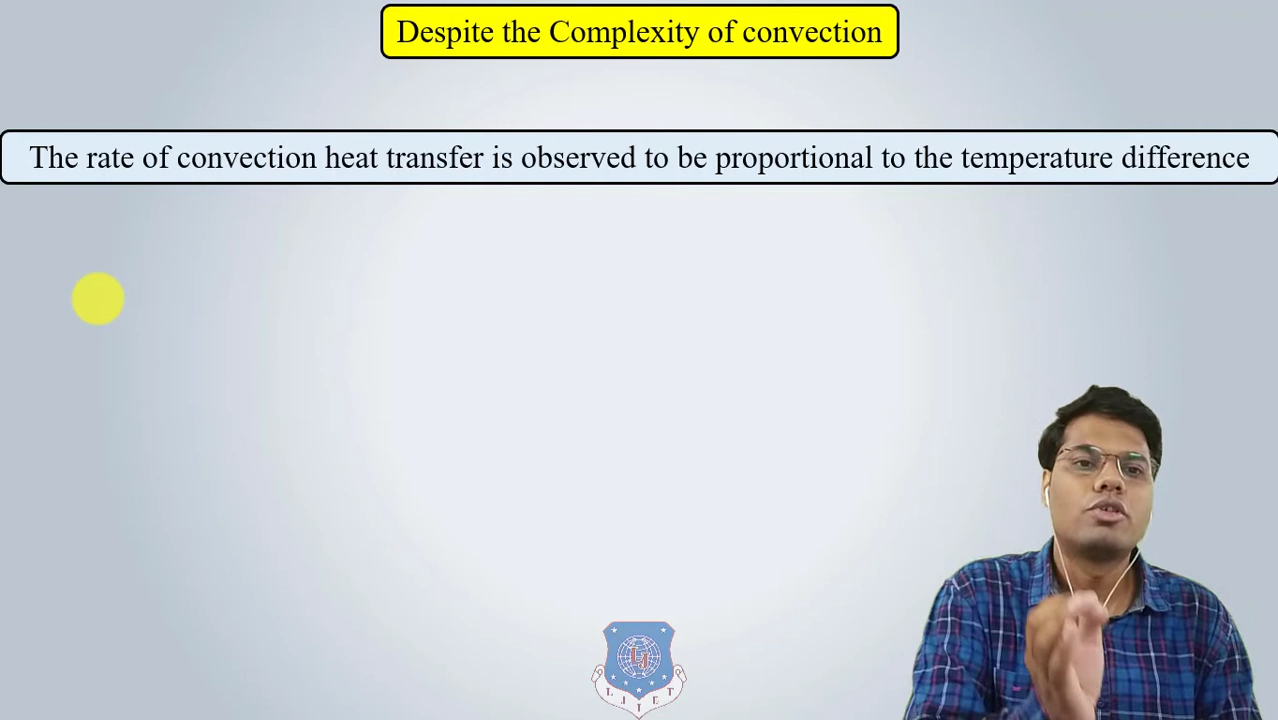 Despite the Complexity of convection
The rate of convection heat transfer is observed to be proportional to the temperature difference
LJ
L J I E T